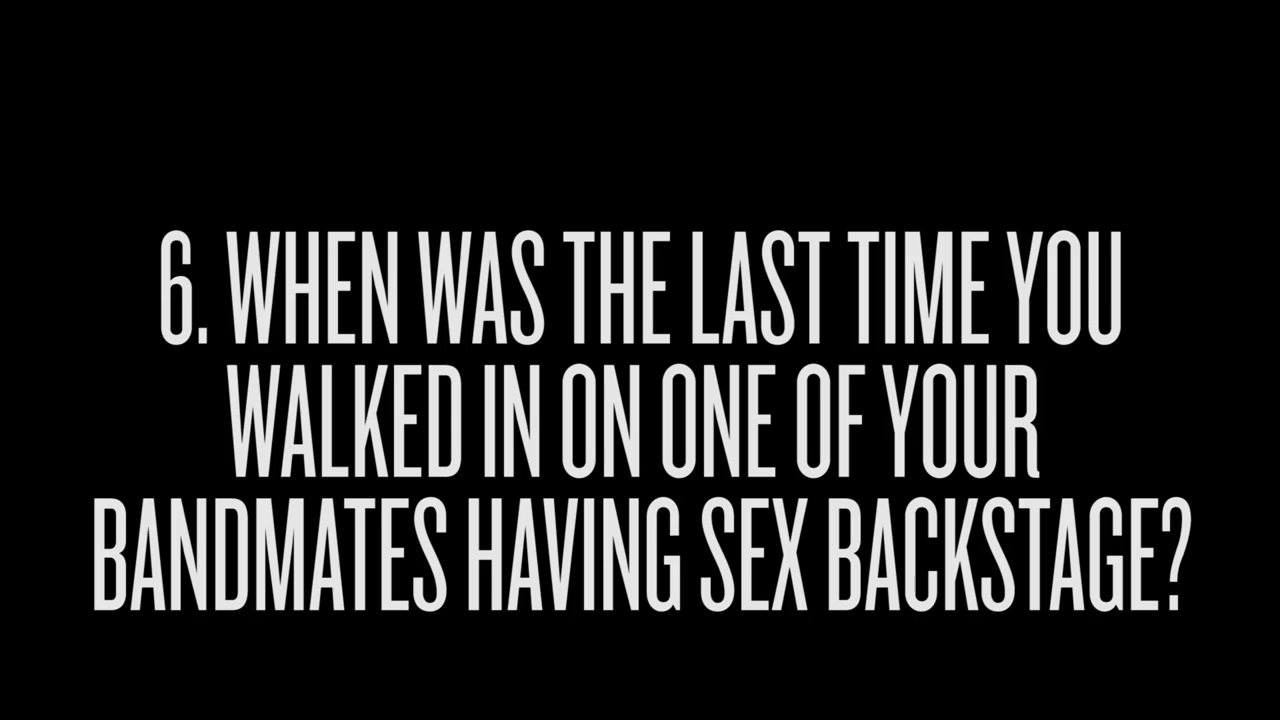 6. WHEN WAS THE LAST TIME YOU
WALKED IN ON ONE OF YOUR
BANDMATES HAVING SEX BACKSTAGE?